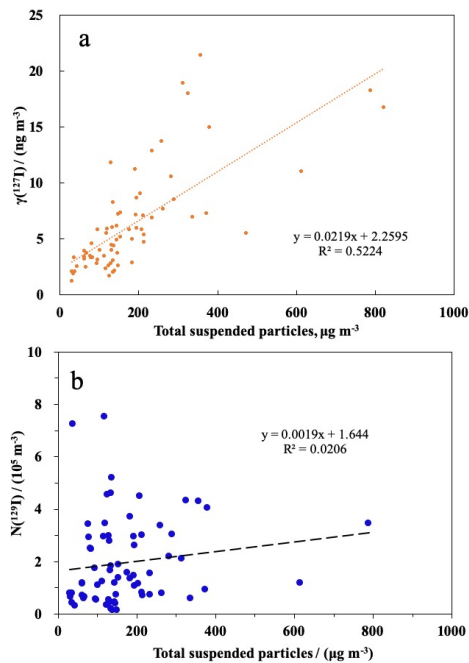 a
25
20
15
10
5
0
γ(¹²⁷I) / (ng m⁻³)
y = 0.0219x + 2.2595
R² = 0.5224
0 200 400 600 800 1000
Total suspended particles, μg m⁻³
b
10
8
6
4
2
0
N(¹²⁹I) / (10⁵ m⁻³)
y = 0.0019x + 1.644
R² = 0.0206
0 200 400 600 800 1000
Total suspended particles / (μg m⁻³)